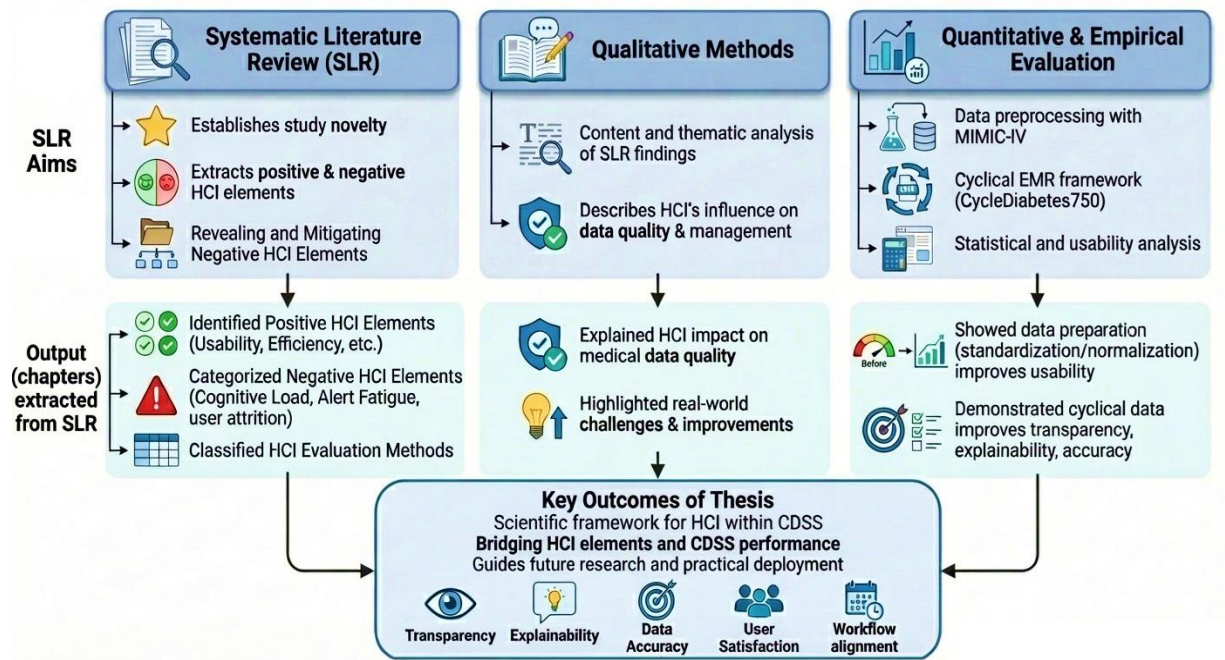 Systematic Literature
Review (SLR)
Qualitative Methods
Quantitative & Empirical
Evaluation
SLR
Aims
Establishes study novelty
Extracts positive & negative
HCI elements
Revealing and Mitigating
Negative HCI Elements
Content and thematic analysis
of SLR findings
Describes HCI's influence on
data quality & management
Data preprocessing with
MIMIC-IV
Cyclical EMR framework
(CycleDiabetes750)
Statistical and usability analysis
Output
(chapters)
extracted
from SLR
Identified Positive HCI Elements
(Usability, Efficiency, etc.)
Categorized Negative HCI Elements
(Cognitive Load, Alert Fatigue,
user attrition)
Classified HCI Evaluation Methods
Explained HCI impact on
medical data quality
Highlighted real-world
challenges & improvements
Before
Showed data preparation
(standardization/normalization)
improves usability
Demonstrated cyclical data
improves transparency,
explainability, accuracy
Key Outcomes of Thesis
Scientific framework for HCI within CDSS
Bridging HCI elements and CDSS performance
Guides future research and practical deployment
Transparency
Explainability
Data
Accuracy
User
Satisfaction
Workflow
alignment